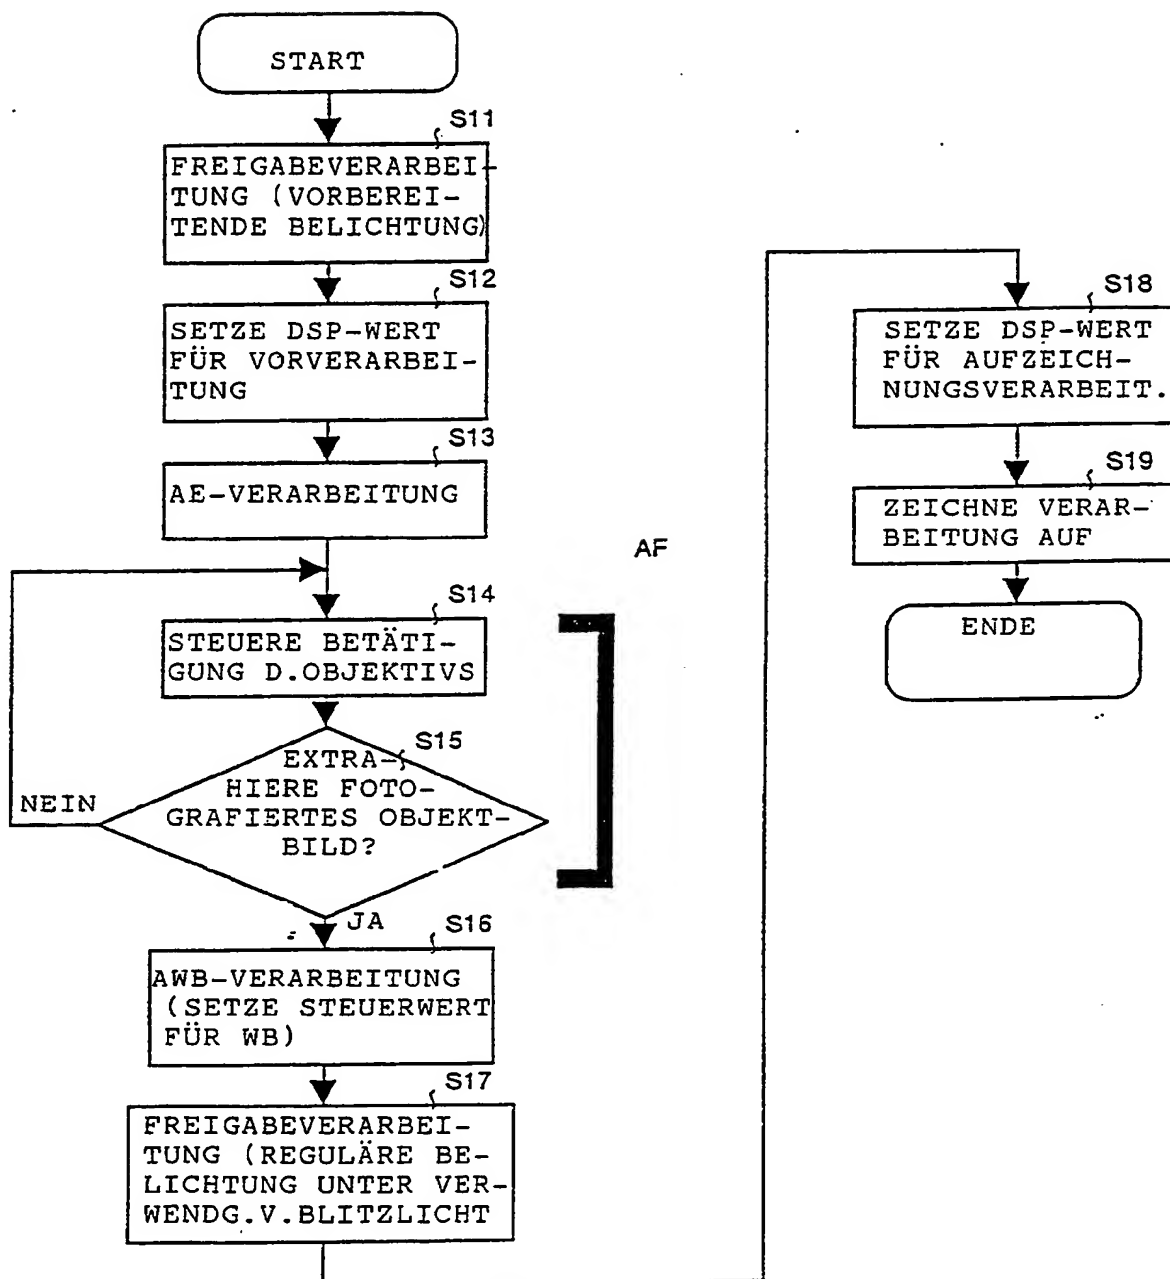 START
S11
FREIGABEVERARBEI-
TUNG (VORBEREI-
TENDE BELICHTUNG)
S12
SETZE DSP-WERT
FÜR VORVERARBEI-
TUNG
S13
AE-VERARBEITUNG
AF
S14
STEUERE BETÄTI-
GUNG D.OBJEKTIVS
S15
EXTRA-
HIERE FOTO-
GRAFIERTES OBJEKT-
BILD?
NEIN
JA
S16
AWB-VERARBEITUNG
(SETZE STEUERWERT
FÜR WB)
S17
FREIGABEVERARBEI-
TUNG (REGULÄRE BE-
LICHTUNG UNTER VER-
WENDG.V.BLITZLICHT
S18
SETZE DSP-WERT
FÜR AUFZEICH-
NUNGSVERARBEIT.
S19
ZEICHNE VERAR-
BEITUNG AUF
ENDE